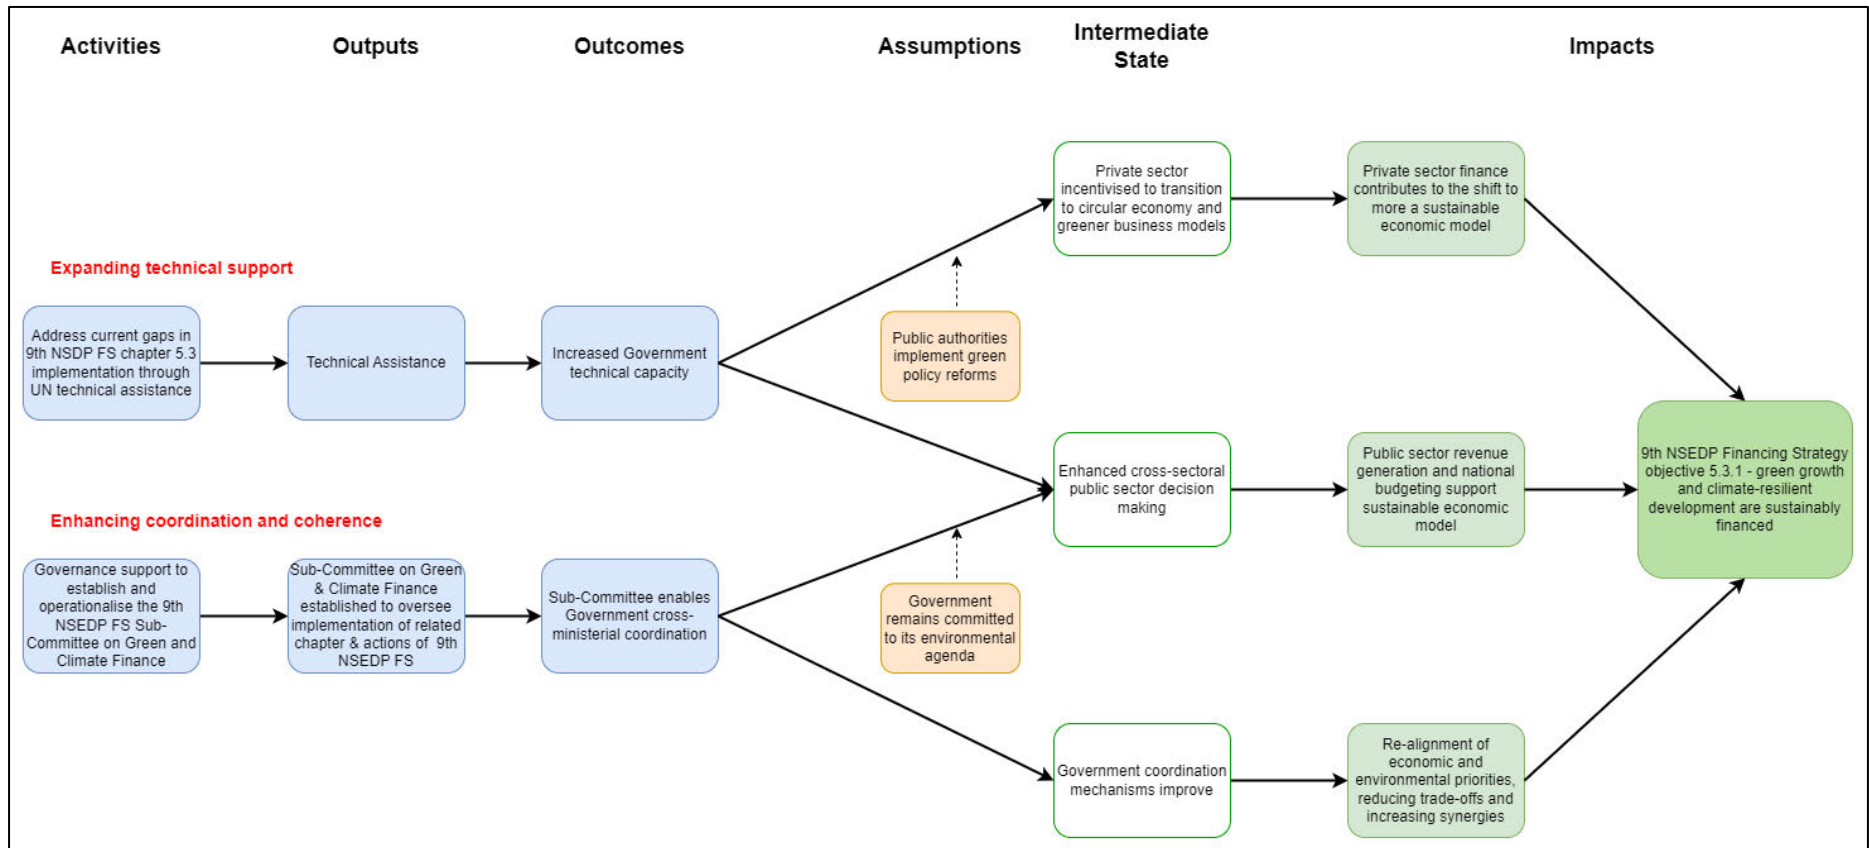 Activities
Outputs
Outcomes
Assumptions
Intermediate
State
Impacts
Private sector
incentivised to transition
to circular economy and
greener business models
Private sector finance
contributes to the shift to
more a sustainable
economic model
Expanding technical support
Address current gaps in
9th NSDP FS chapter 5.3
implementation through
UN technical assistance
Technical Assistance
Increased Government
technical capacity
Public authorities
implement green
policy reforms
Enhanced cross-sectoral
public sector decision
making
Public sector revenue
generation and national
budgeting support
sustainable economic
model
9th NSEDP Financing Strategy
objective 5.3.1 - green growth
and climate-resilient
development are sustainably
financed
Enhancing coordination and coherence
Governance support to
establish and
operationalise the 9th
NSEDP FS Sub-
Committee on Green and
Climate Finance
Sub-Committee on Green
& Climate Finance
established to oversee
implementation of related
chapter & actions of 9th
NSEDP FS
Sub-Committee enables
Government cross-
ministerial coordination
Government
remains committed
to its environmental
agenda
Government coordination
mechanisms improve
Re-alignment of
economic and
environmental priorities,
reducing trade-offs and
increasing synergies